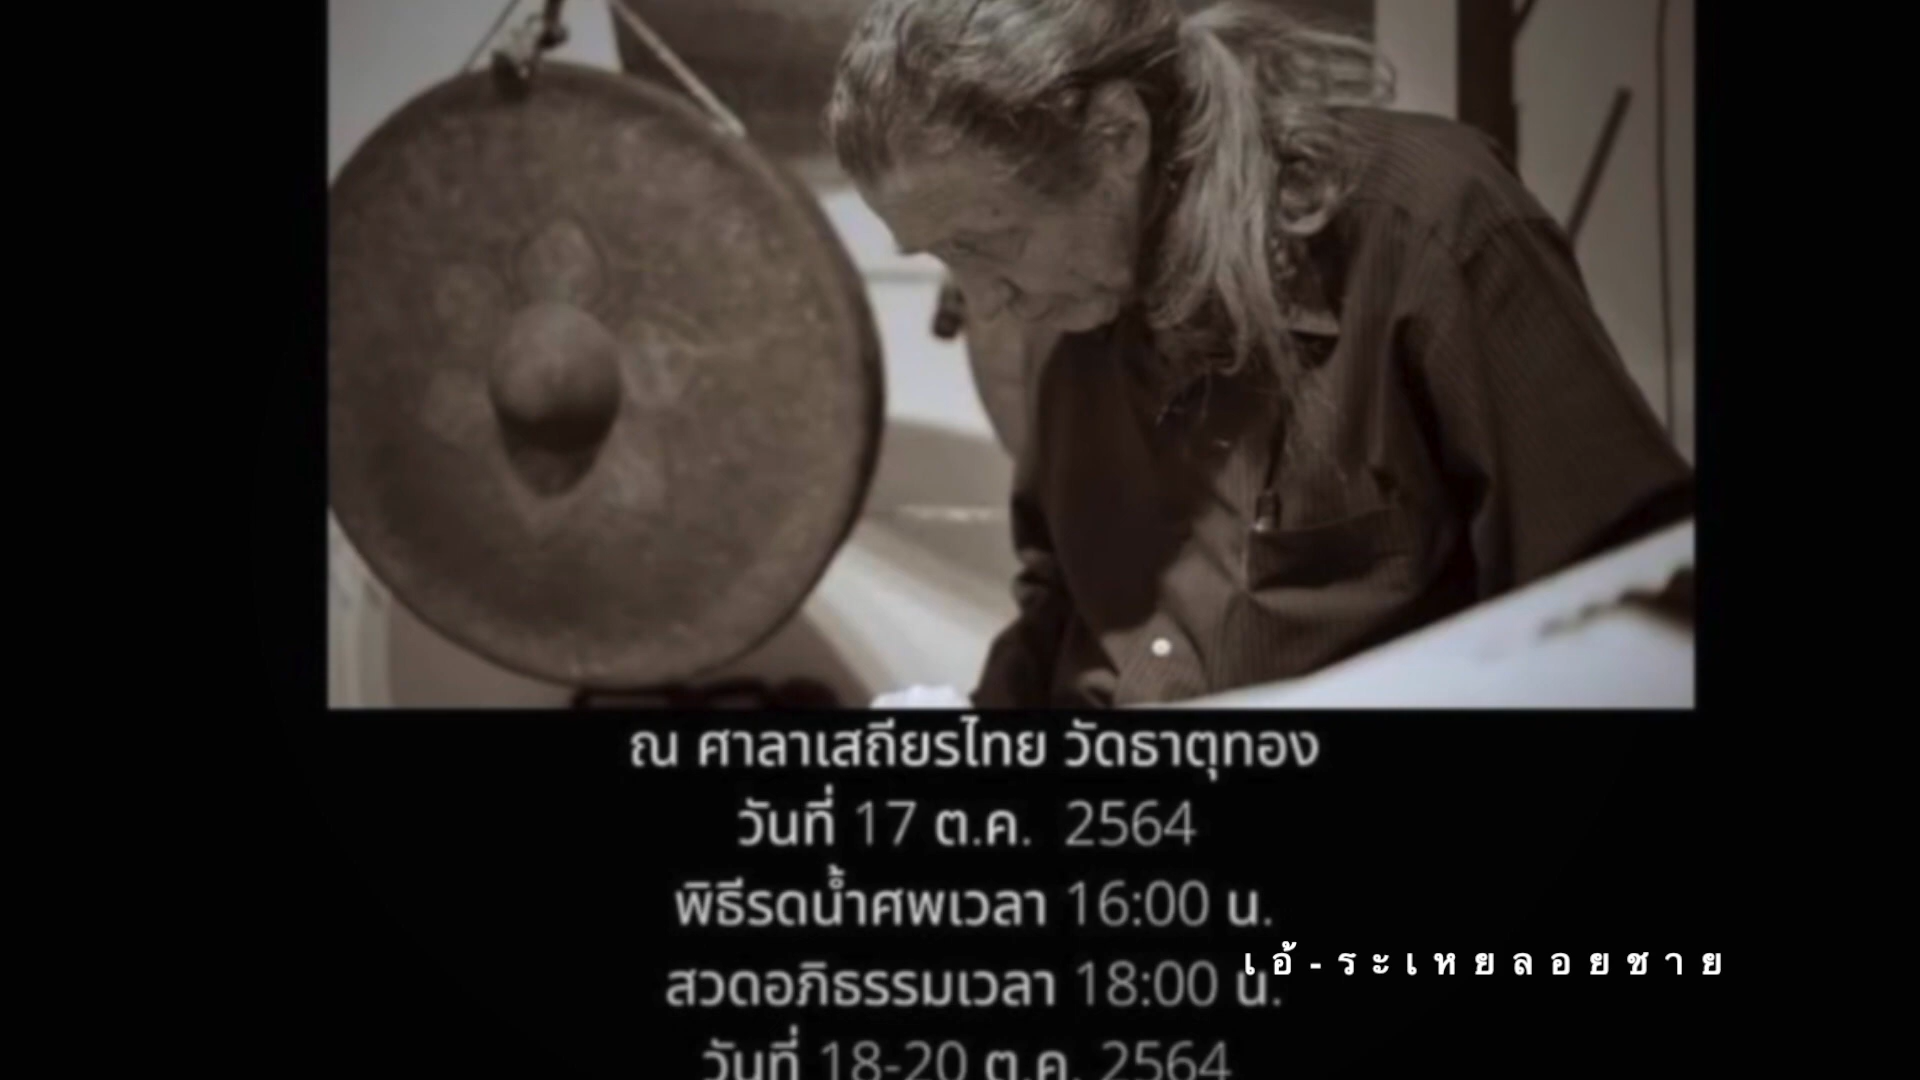 ณ ศาลาเสถียรไทย วัดธาตุทอง
วันที่ 17 ต.ค. 2564
พิธีรดน้ำศพเวลา 16:00 น.
สวดอภิธรรมเวลา 18:00 น.
เอ้-ระเหยลอยชาย
วันที่ 18-20 ต.ค. 2564